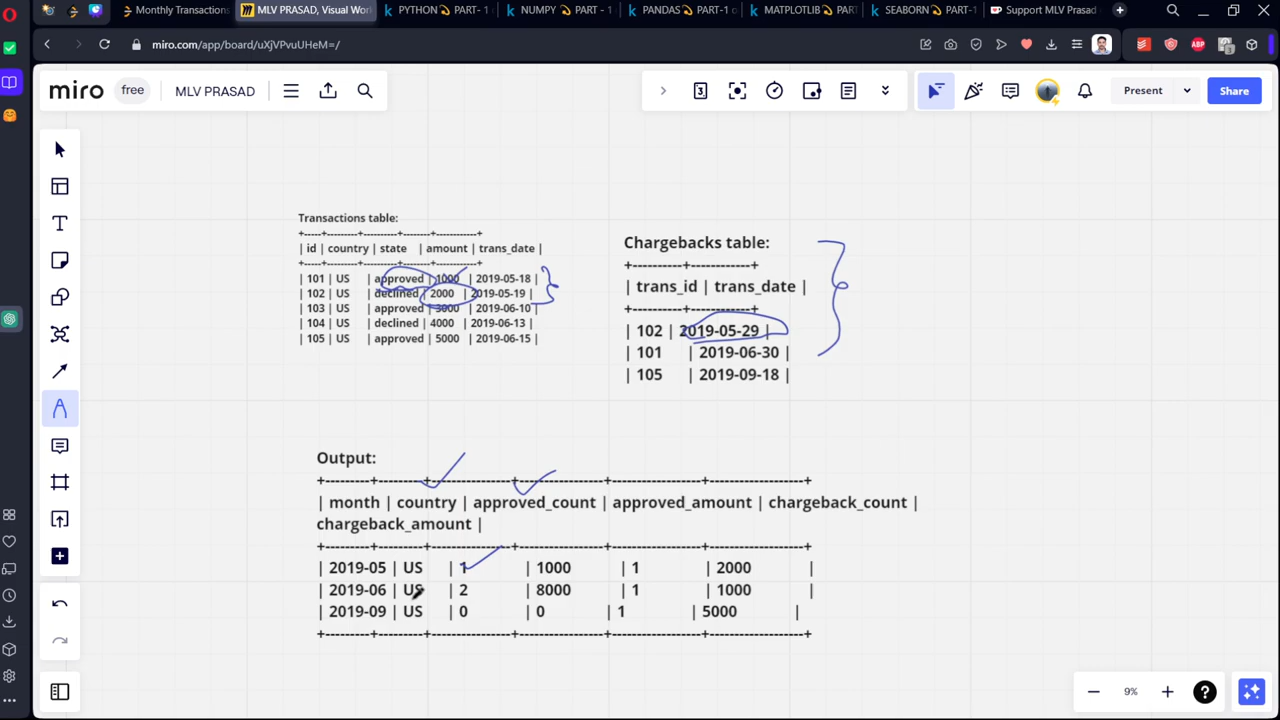 Monthly Transactions
MLV PRASAD, Visual Wor
PYTHON PART- 1
NUMPY PART - 1
PANDAS PART-1 o
MATPLOTLIB PART
SEABORN PART-1
Support MLV Prasad
miro.com/app/board/uXjVPvuUHeM=/
ABP
miro free MLV PRASAD
3
Present
Share
Transactions table:
+-----+---------+----------+--------+------------+
| id | country | state | amount | trans_date |
+-----+---------+----------+--------+------------+
| 101 | US | approved | 1000 | 2019-05-18 |
| 102 | US | declined | 2000 | 2019-05-19 |
| 103 | US | approved | 3000 | 2019-06-10 |
| 104 | US | declined | 4000 | 2019-06-13 |
| 105 | US | approved | 5000 | 2019-06-15 |
Chargebacks table:
+----------+------------+
| trans_id | trans_date |
+----------+------------+
| 102 | 2019-05-29 |
| 101 | 2019-06-30 |
| 105 | 2019-09-18 |
Output:
+---------+---------+----------------+-----------------+------------------+-------------------+
| month | country | approved_count | approved_amount | chargeback_count |
chargeback_amount |
+---------+---------+----------------+-----------------+------------------+-------------------+
| 2019-05 | US | 1 | 1000 | 1 | 2000 |
| 2019-06 | US | 2 | 8000 | 1 | 1000 |
| 2019-09 | US | 0 | 0 | 1 | 5000 |
+---------+---------+----------------+-----------------+------------------+-------------------+
9%